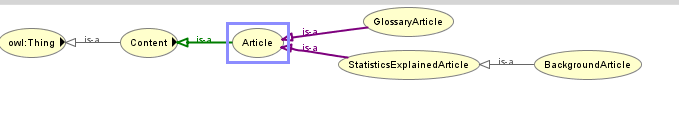 GlossaryArticle
is-a
owl:Thing is-a Content is-a Article
is-a
StatisticsExplainedArticle is-a BackgroundArticle